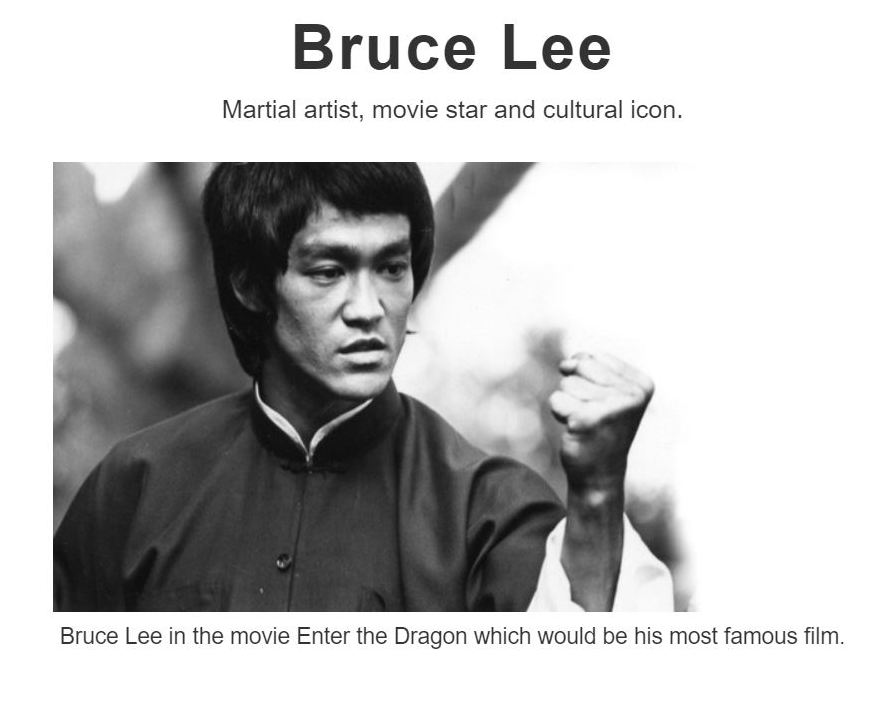 Bruce Lee
Martial artist, movie star and cultural icon.
Bruce Lee in the movie Enter the Dragon which would be his most famous film.